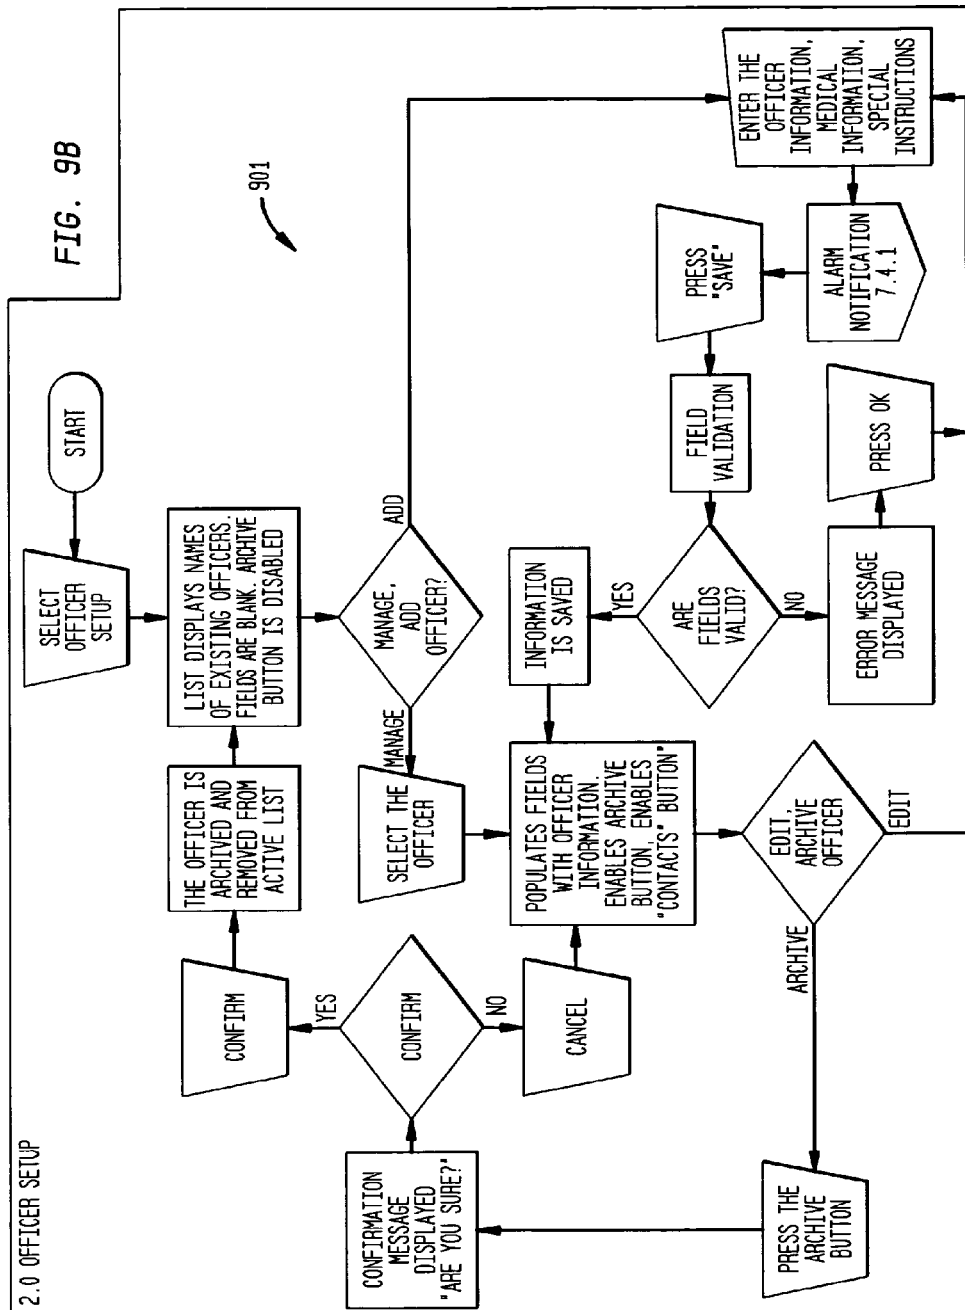 2.0 OFFICER SETUP
FIG. 9B
901
START
SELECT
OFFICER
SETUP
LIST DISPLAYS NAMES
OF EXISTING OFFICERS.
FIELDS ARE BLANK. ARCHIVE
BUTTON IS DISABLED
THE OFFICER IS
ARCHIVED AND
REMOVED FROM
ACTIVE LIST
CONFIRM
YES
CONFIRM
NO
CANCEL
CONFIRMATION
MESSAGE
DISPLAYED
"ARE YOU SURE?"
MANAGE,
ADD
OFFICER?
ADD
MANAGE
SELECT THE
OFFICER
POPULATES FIELDS
WITH OFFICER
INFORMATION.
ENABLES ARCHIVE
BUTTON, ENABLES
"CONTACTS" BUTTON"
INFORMATION
IS SAVED
YES
ARE
FIELDS
VALID?
NO
FIELD
VALIDATION
PRESS
"SAVE"
ENTER THE
OFFICER
INFORMATION,
MEDICAL
INFORMATION,
SPECIAL
INSTRUCTIONS
ALARM
NOTIFICATION
7.4.1
ERROR MESSAGE
DISPLAYED
PRESS OK
EDIT,
ARCHIVE
OFFICER
EDIT
ARCHIVE
PRESS THE
ARCHIVE
BUTTON